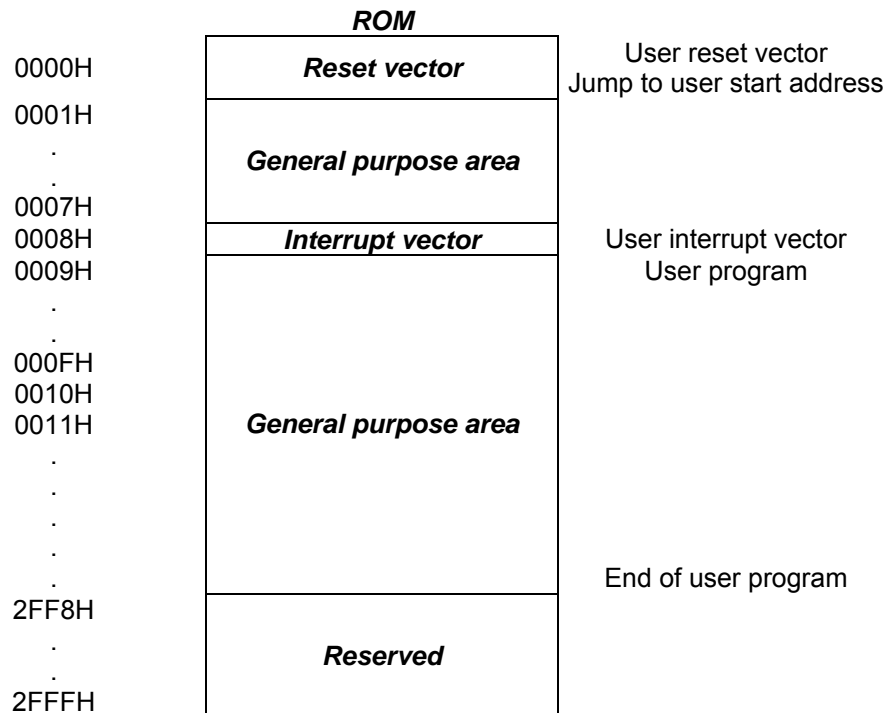 ROM
User reset vector
0000H Reset vector
Jump to user start address
0001H
.
General purpose area
.
0007H
0008H Interrupt vector User interrupt vector
0009H User program
.
.
000FH
0010H
0011H General purpose area
.
.
.
.
. End of user program
2FF8H
.
Reserved
.
2FFFH